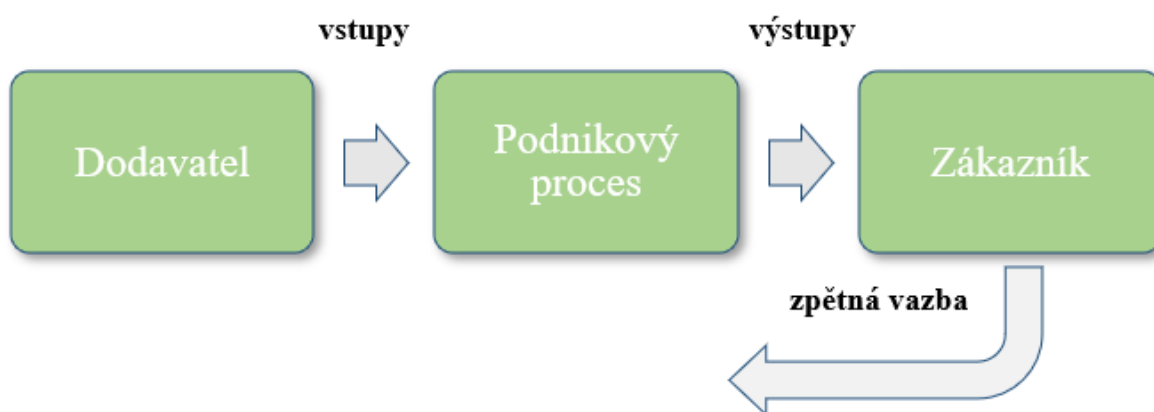 vstupy
výstupy
Dodavatel
Podnikový
proces
Zákazník
zpětná vazba